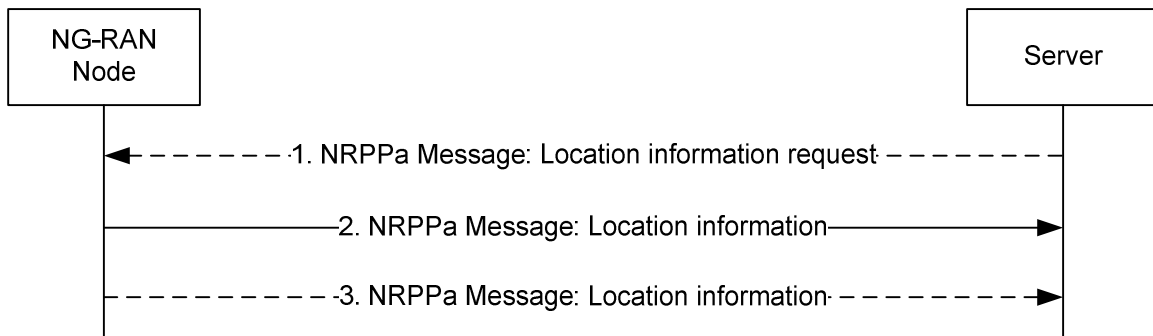 NG-RAN
Node
Server
1. NRPPa Message: Location information request
2. NRPPa Message: Location information
3. NRPPa Message: Location information